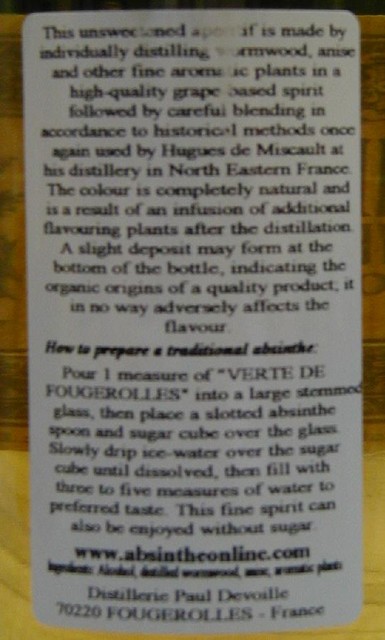 This unsweetened aperitif is made by
individually distilling wormwood, anise
and other fine aromatic plants in a
high-quality grape based spirit
followed by careful blending in
accordance to historical methods once
again used by Hugues de Miscault at
his distillery in North Eastern France.
The colour is completely natural and
is a result of an infusion of additional
flavouring plants after the distillation.
A slight deposit may form at the
bottom of the bottle, indicating the
organic origins of a quality product; it
in no way adversely affects the
flavour.
How to prepare a traditional absinthe:
Pour 1 measure of "VERTE DE
FOUGEROLLES" into a large stemmed
glass, then place a slotted absinthe
spoon and sugar cube over the glass.
Slowly drip ice-water over the sugar
cube until dissolved, then fill with
three to five measures of water to
preferred taste. This fine spirit can
also be enjoyed without sugar.
www.absintheonline.com
Ingredients: Alcohol, distilled wormwood, anise, aromatic plants
Distillerie Paul Devoille
70220 FOUGEROLLES - France